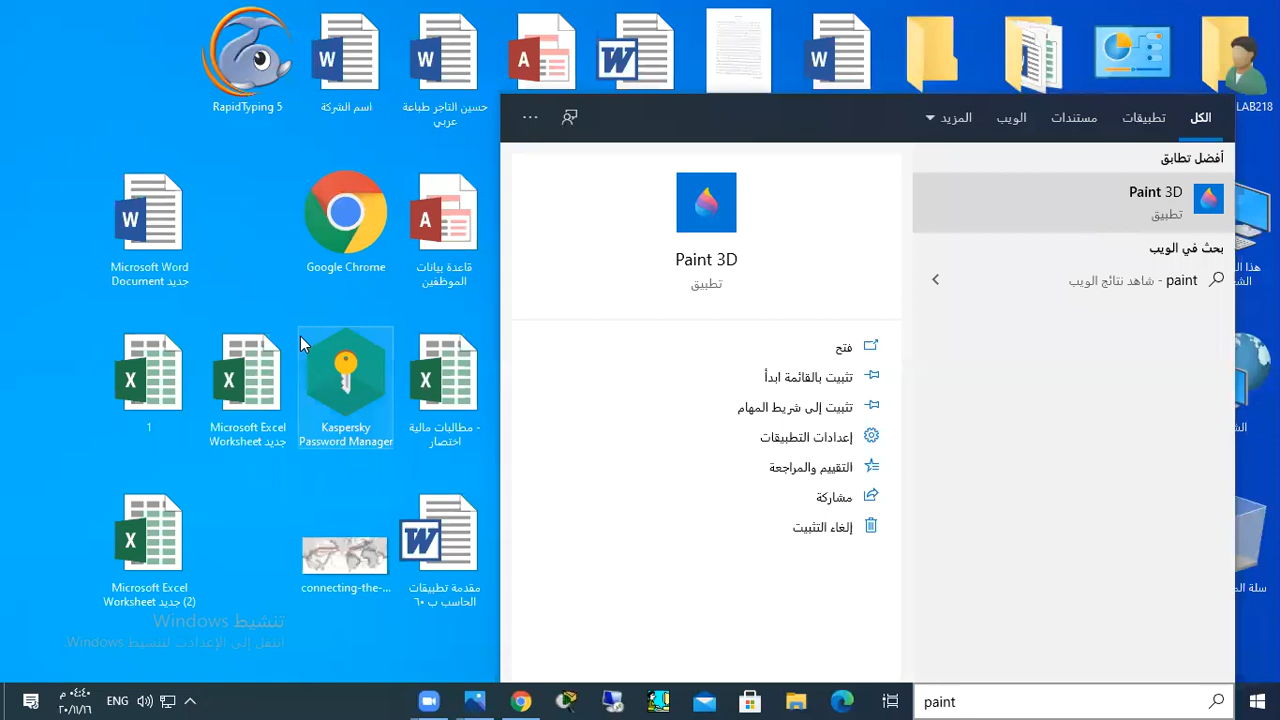 RapidTyping 5
اسم الشركة
حسين التاجر طباعة
عربي
LAB218
Microsoft Word
Document جديد
Google Chrome
قاعدة بيانات
الموظفين
1
Microsoft Excel
Worksheet جديد
Kaspersky
Password Manager
- مطالبات مالية
اختصار
Microsoft Excel
Worksheet جديد (2)
connecting-the-...
مقدمة تطبيقات
الحاسب ب ٦٠
تنشيط Windows
انتقل إلى الإعدادات لتنشيط Windows.
الكل
تطبيقات
مستندات
الويب
المزيد
...
أفضل تطابق
Paint 3D
تطبيق
بحث في الويب
paint - شاهد نتائج الويب
Paint 3D
تطبيق
فتح
تثبيت بالقائمة ابدأ
تثبيت إلى شريط المهام
إعدادات التطبيقات
التقييم والمراجعة
مشاركة
إلغاء التثبيت
هذا
سلة
paint
ENG